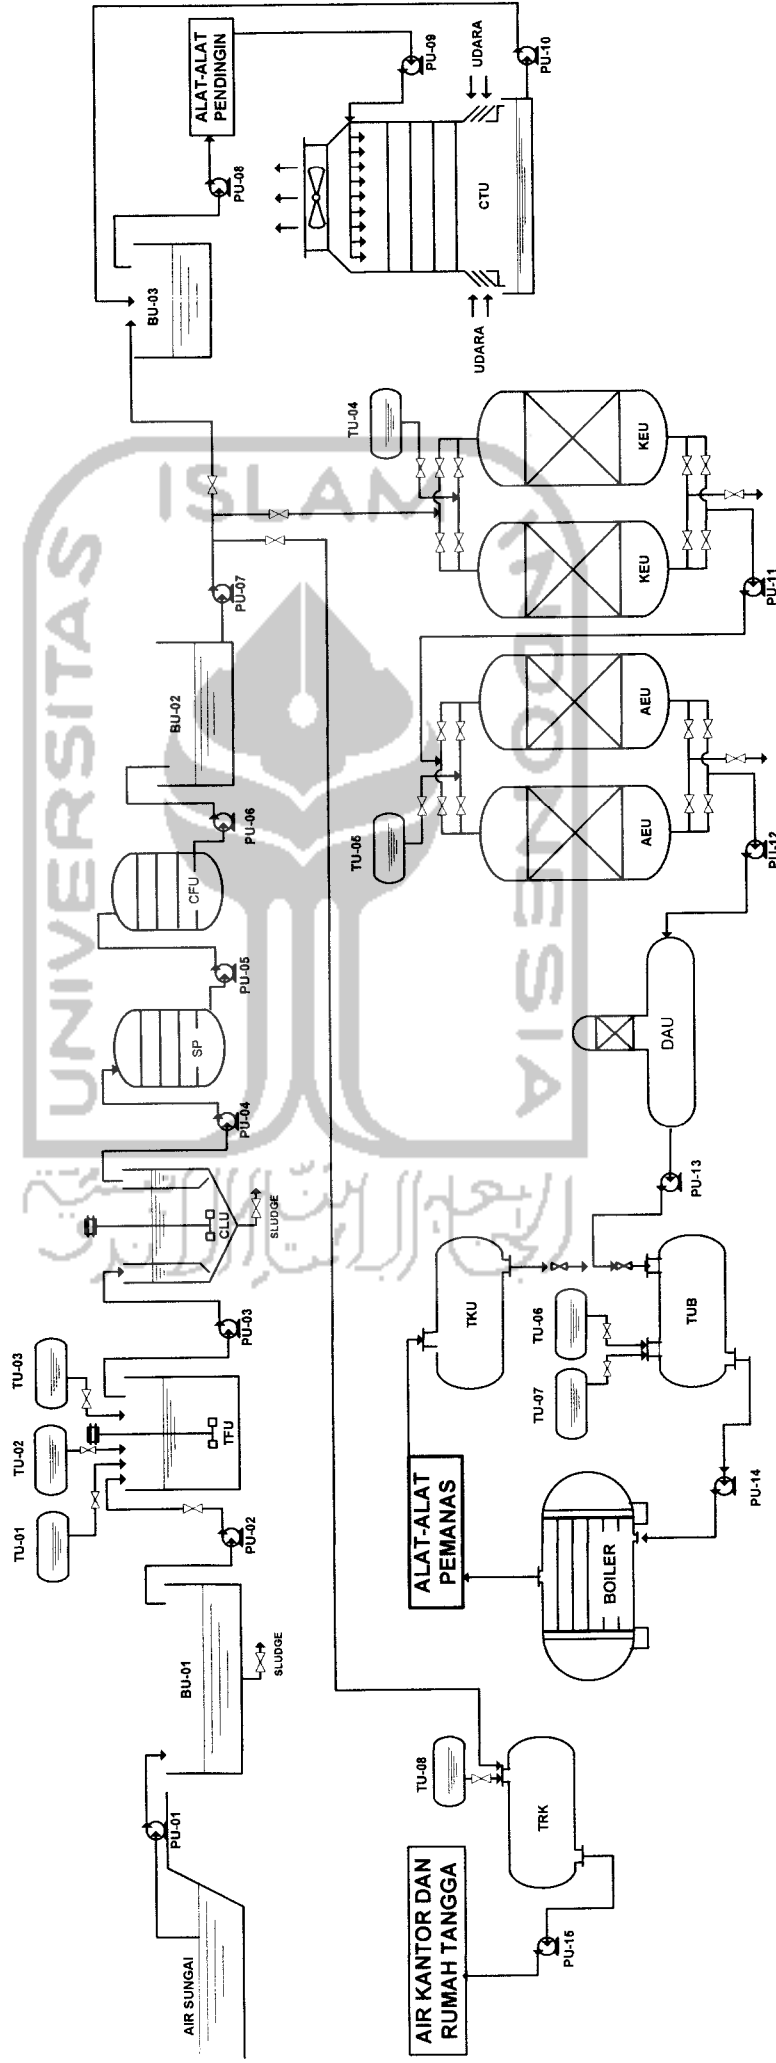 AIR SUNGAI
PU-01
BU-01
SLUDGE
PU-02
TU-01
TU-02
TU-03
TFU
PU-03
CLU
SLUDGE
PU-04
SP
PU-05
CFU
PU-06
BU-02
PU-07
BU-03
PU-08
ALAT-ALAT
PENDINGIN
PU-09
UDARA
PU-10
CTU
UDARA
TU-04
KEU
KEU
PU-11
TU-05
AEU
AEU
PU-12
DAU
PU-13
TKU
TU-06
TU-07
TUB
PU-14
BOILER
ALAT-ALAT
PEMANAS
TU-08
TRK
PU-15
AIR KANTOR DAN
RUMAH TANGGA
UNIVERSITAS
ISLAM
INDONESIA